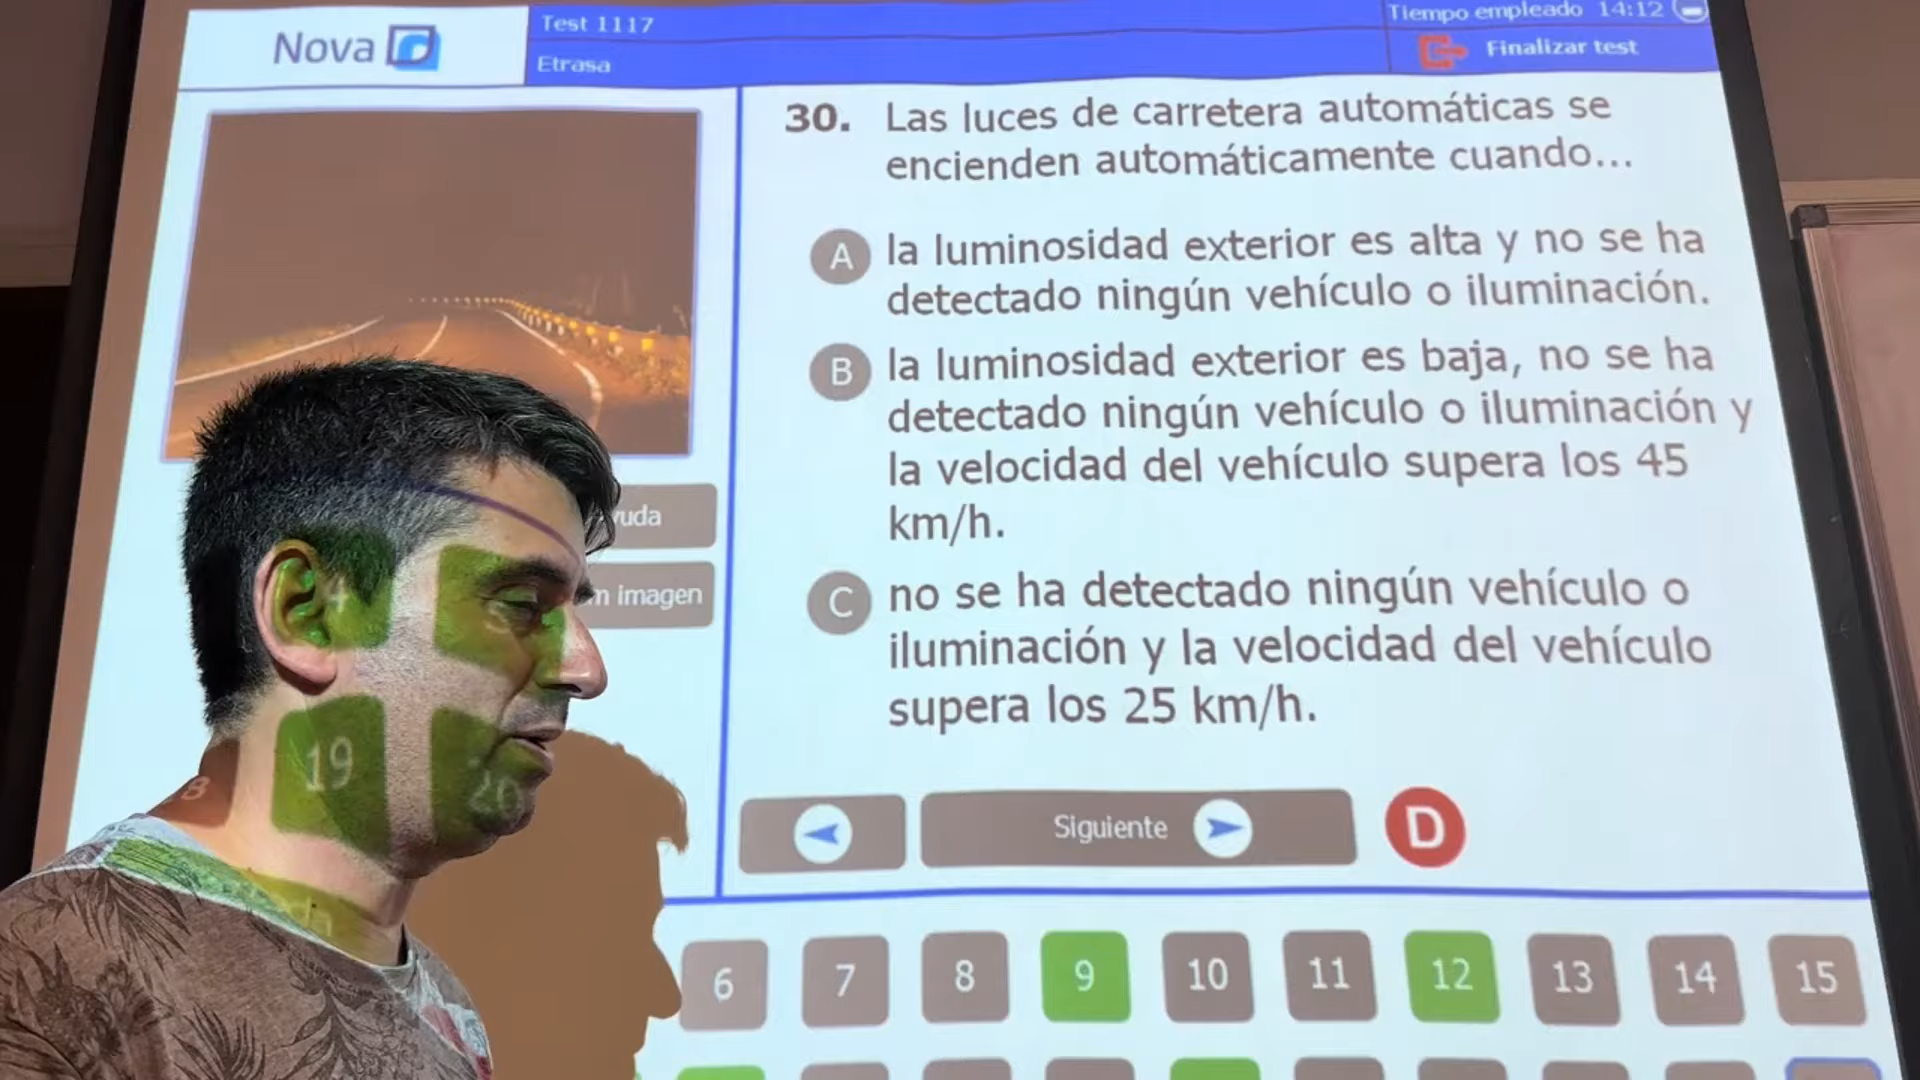 Nova
Test 1117
Etrasa
Tiempo empleado 14:12
Finalizar test
30. Las luces de carretera automáticas se
encienden automáticamente cuando...
A la luminosidad exterior es alta y no se ha
detectado ningún vehículo o iluminación.
B la luminosidad exterior es baja, no se ha
detectado ningún vehículo o iluminación y
la velocidad del vehículo supera los 45
km/h.
C no se ha detectado ningún vehículo o
iluminación y la velocidad del vehículo
supera los 25 km/h.
imagen
Siguiente
D
19
20
6 7 8 9 10 11 12 13 14 15